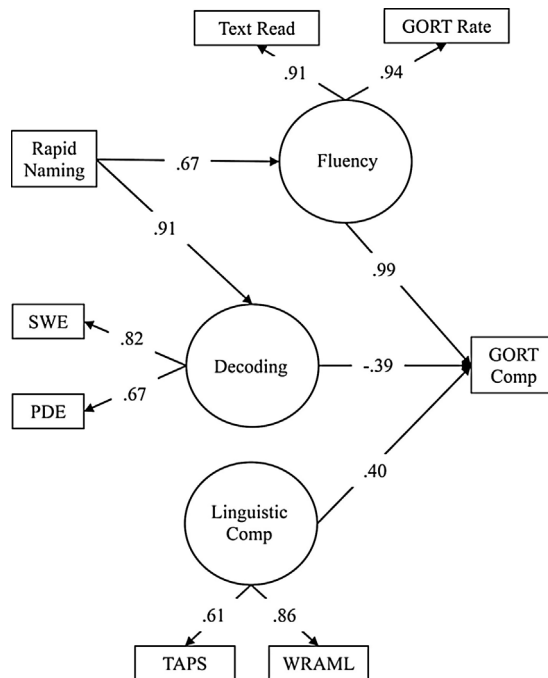 Text Read
GORT Rate
.91
.94
Rapid
Naming
.67
Fluency
.91
.99
SWE
.82
Decoding
-.39
GORT
Comp
PDE
.67
.40
Linguistic
Comp
.61
.86
TAPS
WRAML